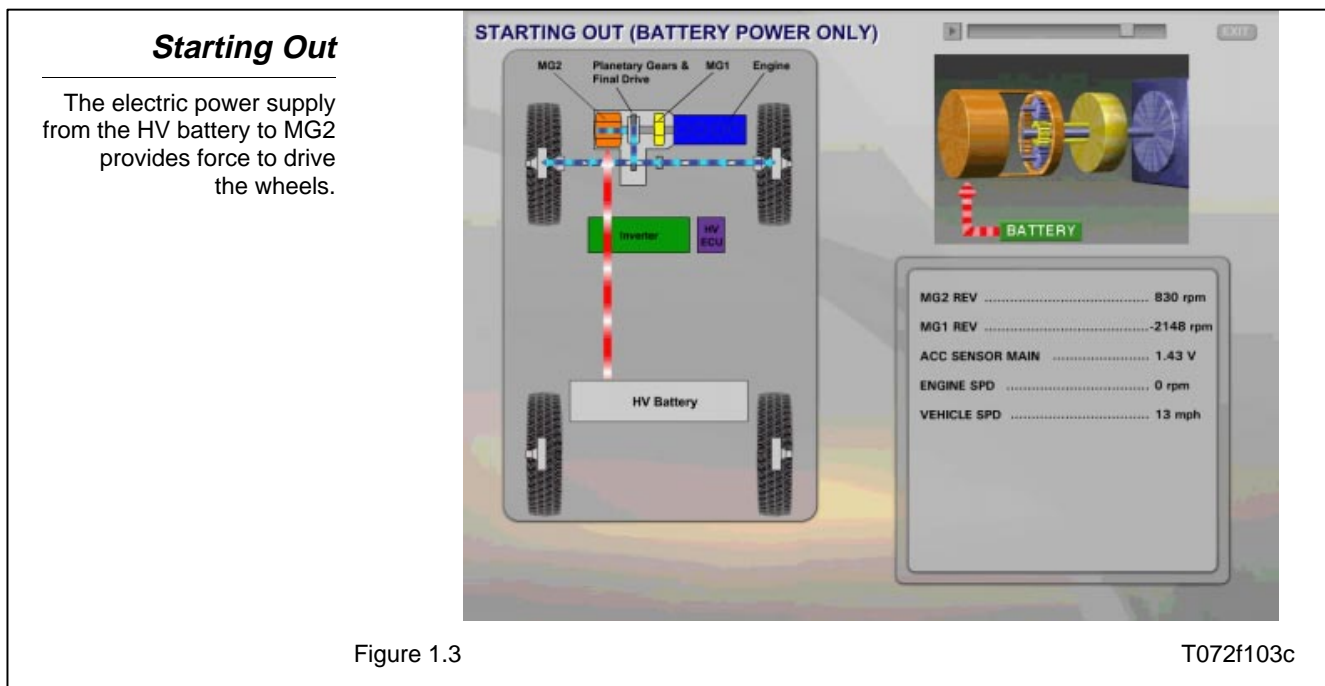 Starting Out
The electric power supply
from the HV battery to MG2
provides force to drive
the wheels.
STARTING OUT (BATTERY POWER ONLY)
EXIT
MG2
Planetary Gears &
Final Drive
MG1
Engine
Inverter
HV
ECU
HV Battery
BATTERY
MG2 REV ........................................ 830 rpm
MG1 REV ........................................-2148 rpm
ACC SENSOR MAIN ....................... 1.43 V
ENGINE SPD .................................. 0 rpm
VEHICLE SPD ................................. 13 mph
Figure 1.3
T072f103c